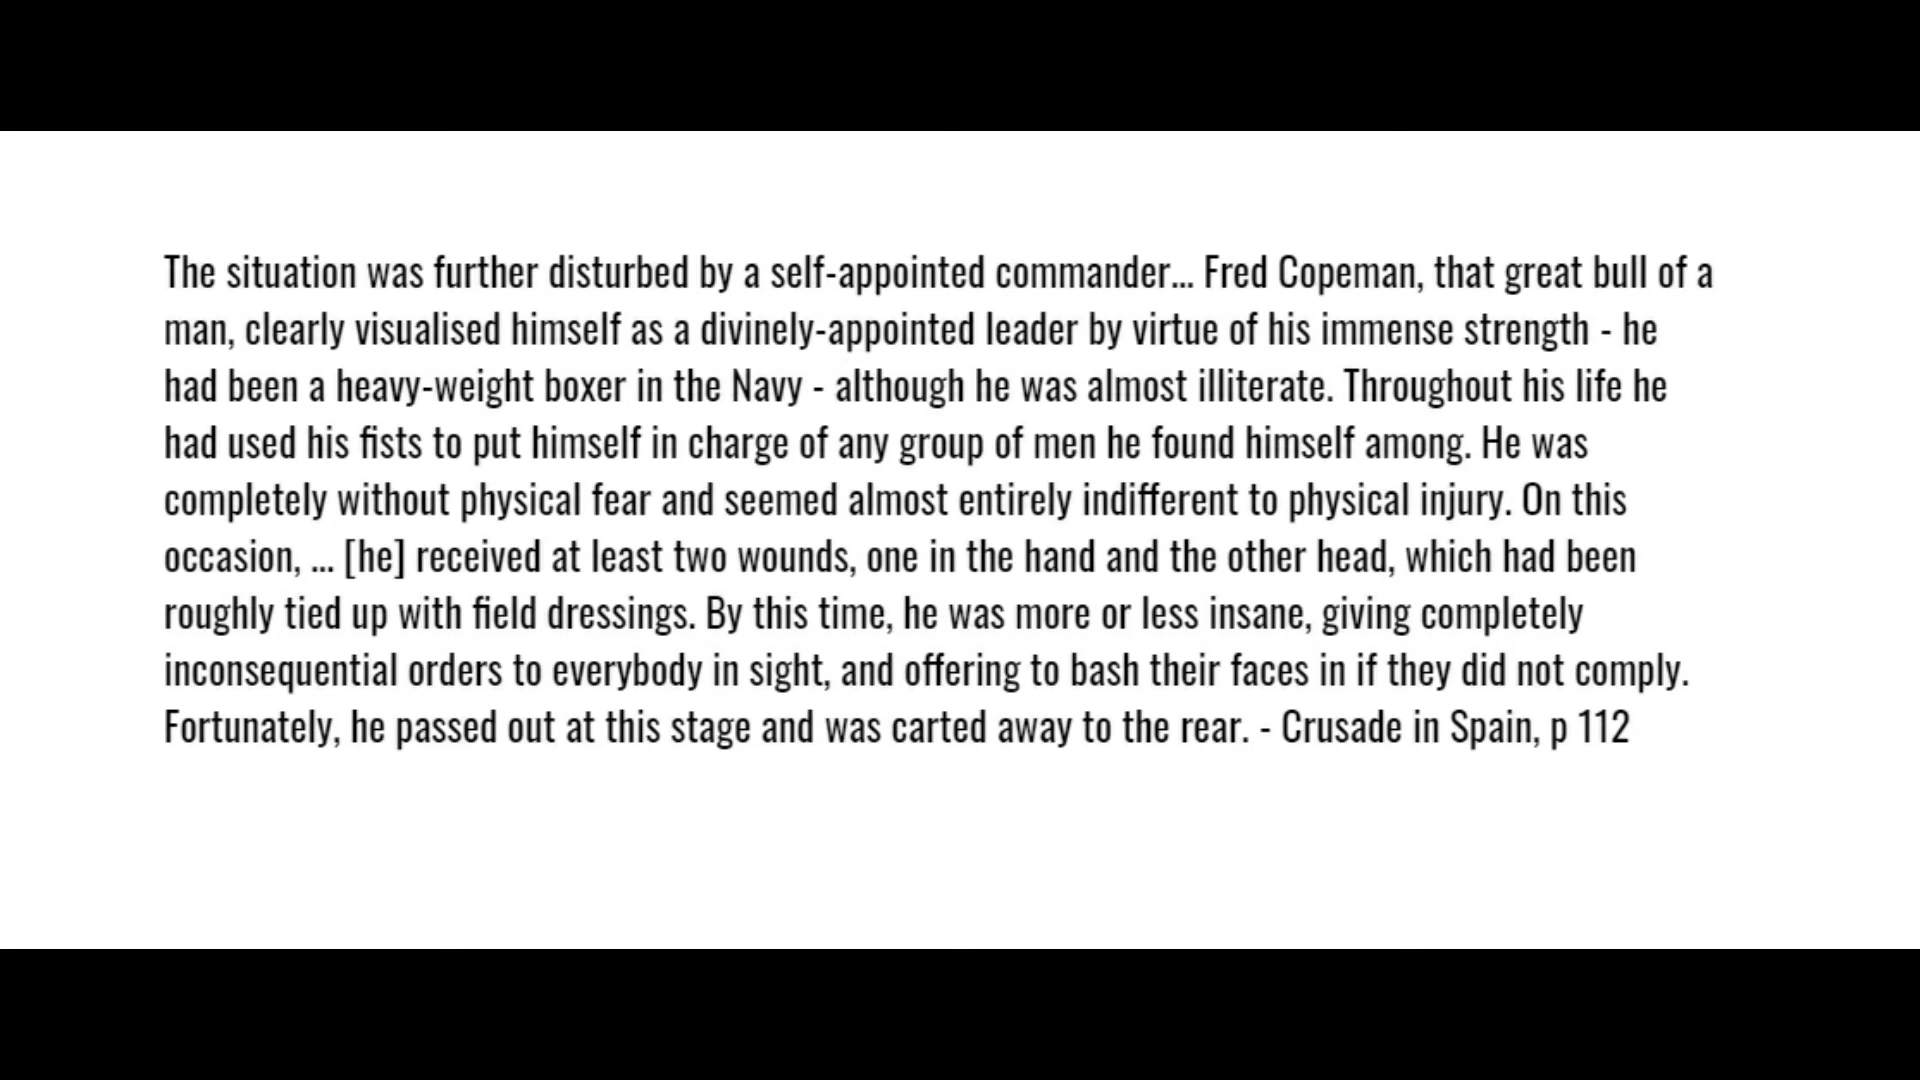 The situation was further disturbed by a self-appointed commander... Fred Copeman, that great bull of a
man, clearly visualised himself as a divinely-appointed leader by virtue of his immense strength - he
had been a heavy-weight boxer in the Navy - although he was almost illiterate. Throughout his life he
had used his fists to put himself in charge of any group of men he found himself among. He was
completely without physical fear and seemed almost entirely indifferent to physical injury. On this
occasion, ... [he] received at least two wounds, one in the hand and the other head, which had been
roughly tied up with field dressings. By this time, he was more or less insane, giving completely
inconsequential orders to everybody in sight, and offering to bash their faces in if they did not comply.
Fortunately, he passed out at this stage and was carted away to the rear. - Crusade in Spain, p 112